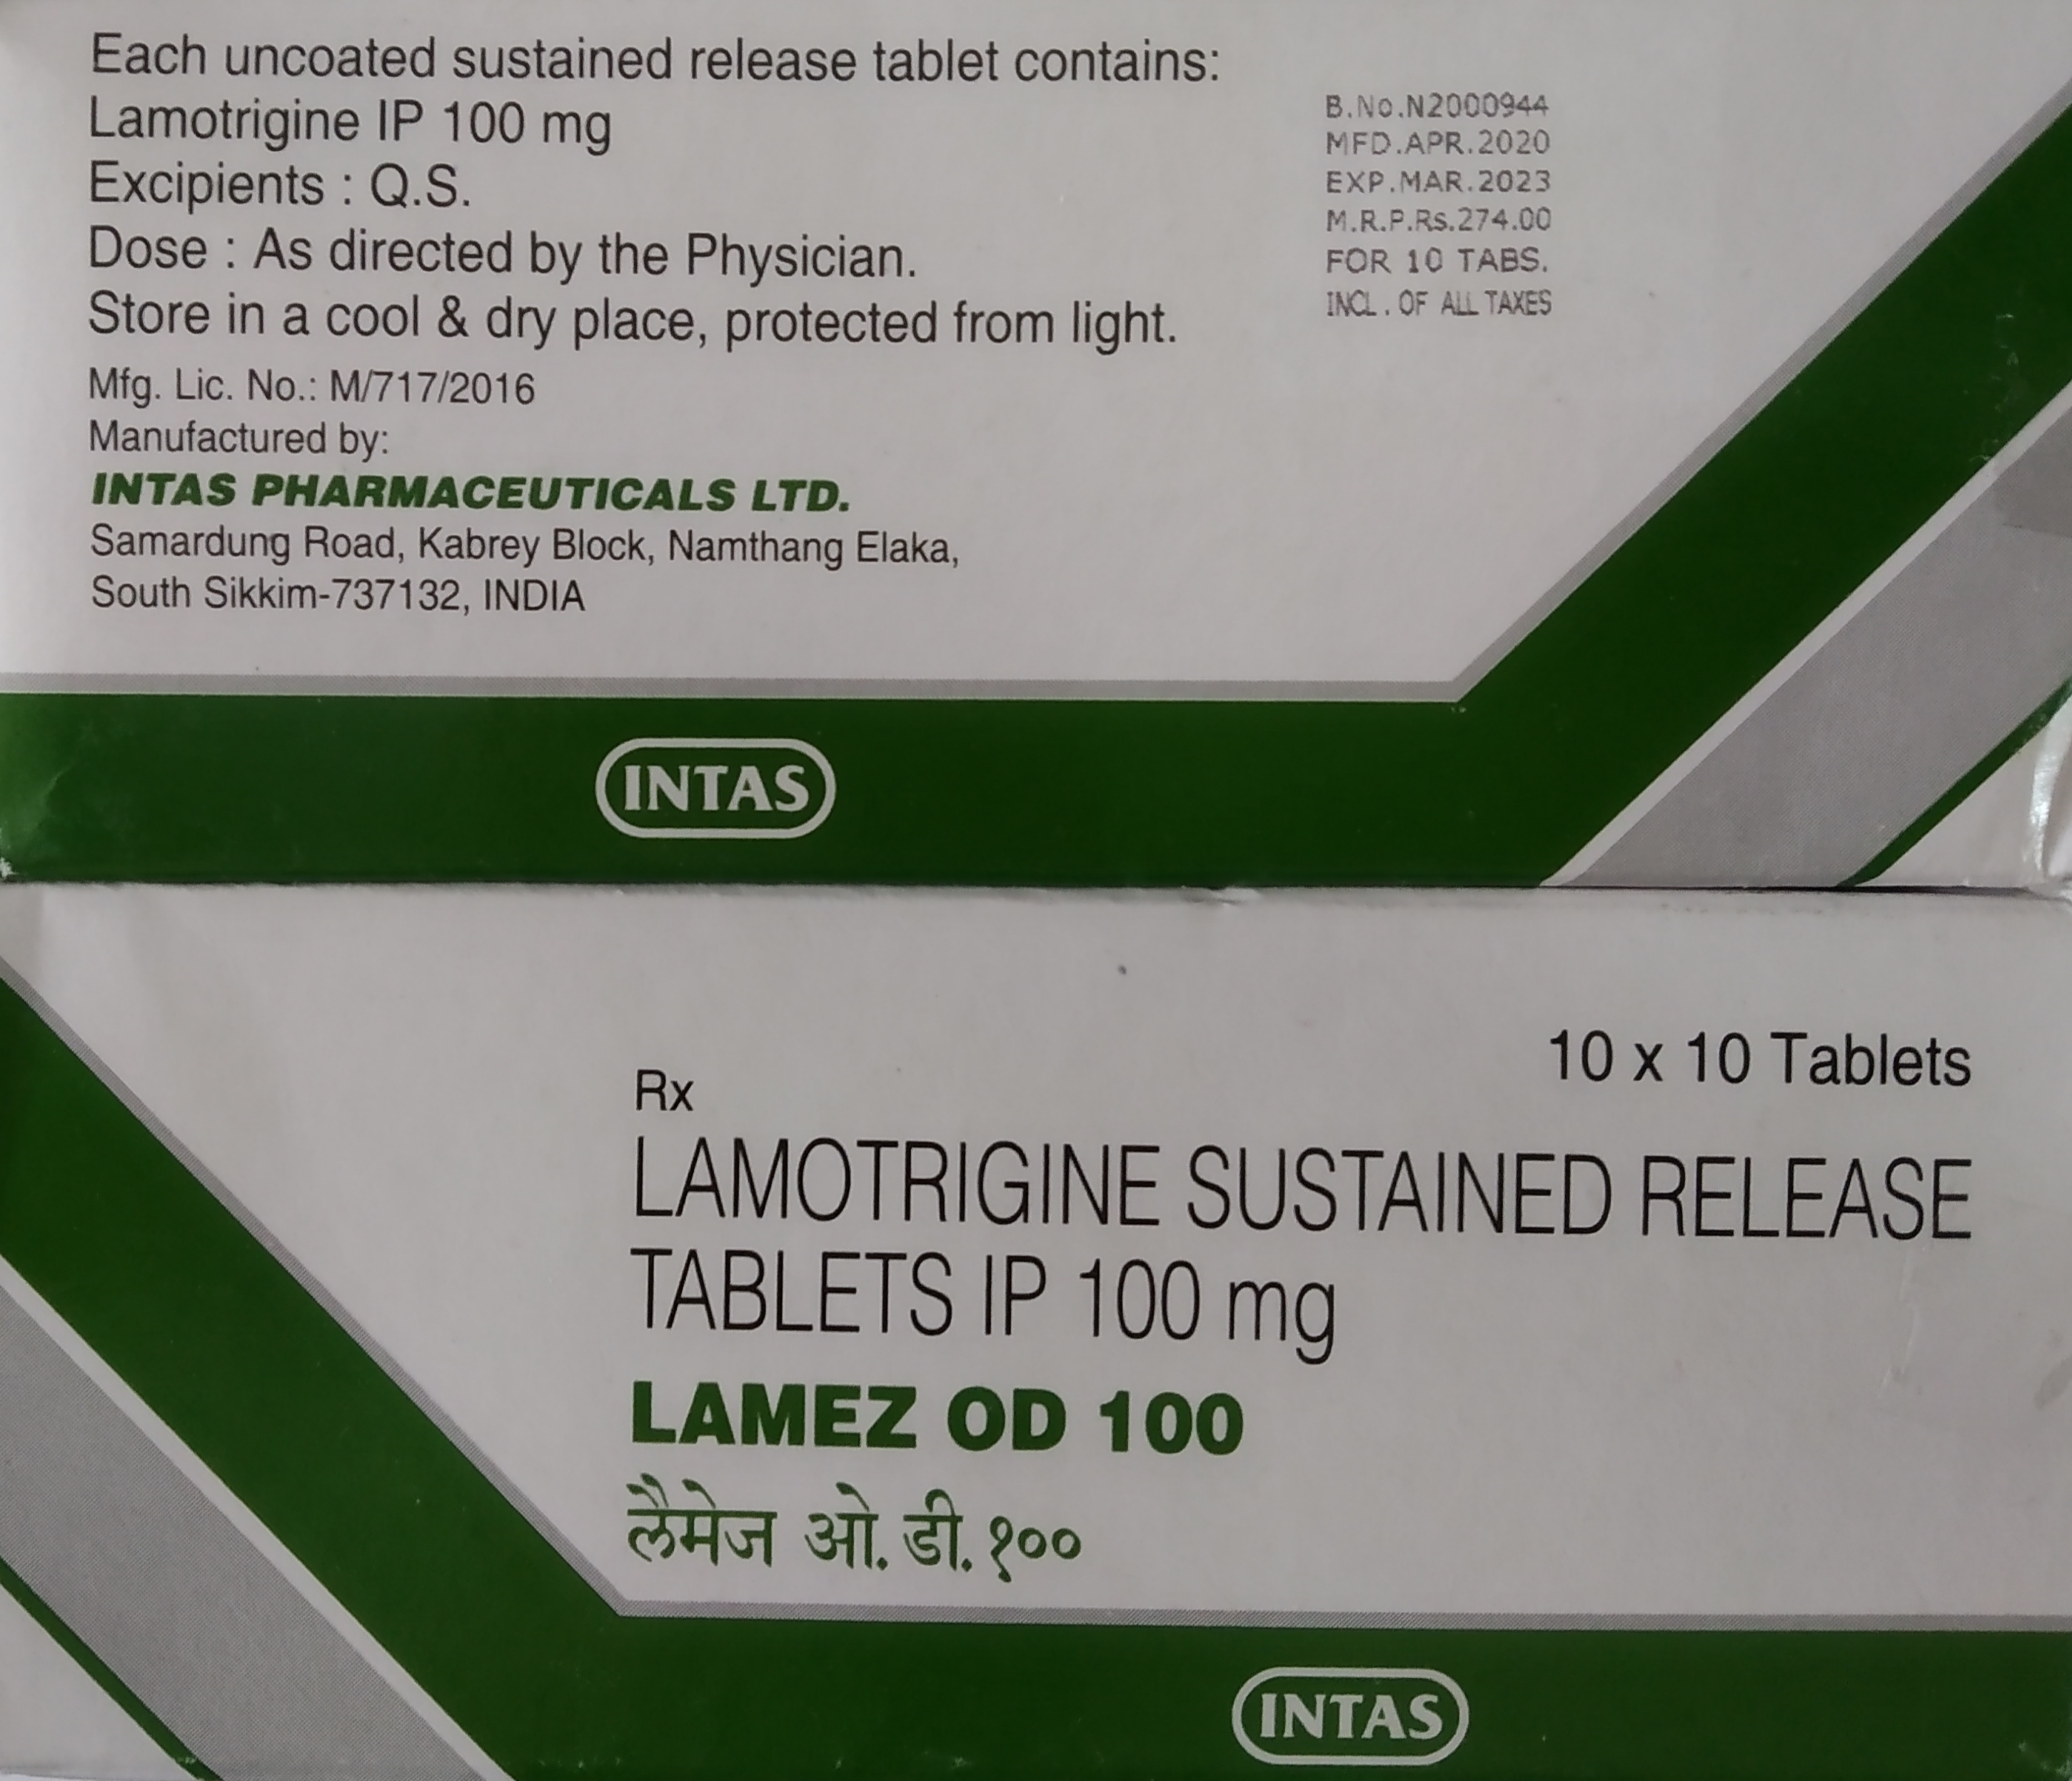 Each uncoated sustained release tablet contains:
Lamotrigine IP 100 mg
Excipients : Q.S.
Dose : As directed by the Physician.
Store in a cool & dry place, protected from light.
Mfg. Lic. No.: M/717/2016
Manufactured by:
INTAS PHARMACEUTICALS LTD.
Samardung Road, Kabrey Block, Namthang Elaka,
South Sikkim-737132, INDIA
B.No.N2000944
MFD.APR.2020
EXP.MAR.2023
M.R.P.Rs.274.00
FOR 10 TABS.
INCL. OF ALL TAXES
INTAS
10 x 10 Tablets
Rx
LAMOTRIGINE SUSTAINED RELEASE
TABLETS IP 100 mg
LAMEZ OD 100
लैमेज ओ. डी. १००
INTAS